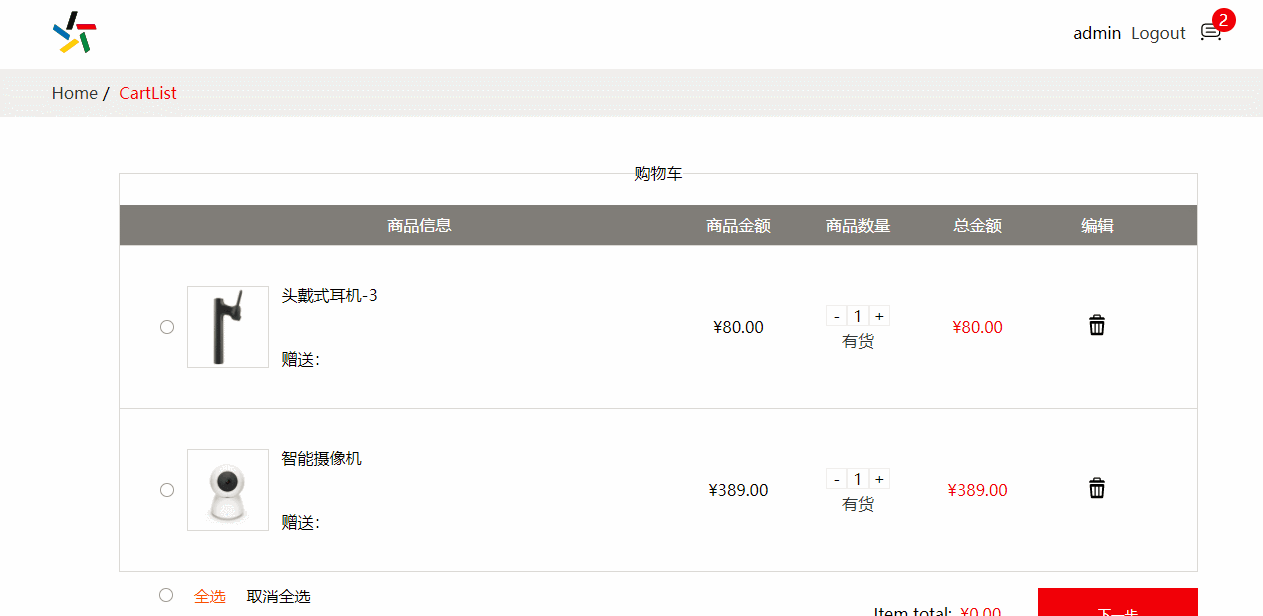 admin Logout 2
Home / CartList
购物车
商品信息 商品金额 商品数量 总金额 编辑
头戴式耳机-3
¥80.00 - 1 + ¥80.00
有货
赠送：
智能摄像机
¥389.00 - 1 + ¥389.00
有货
赠送：
全选 取消全选
Item total: ¥0.00 下一步